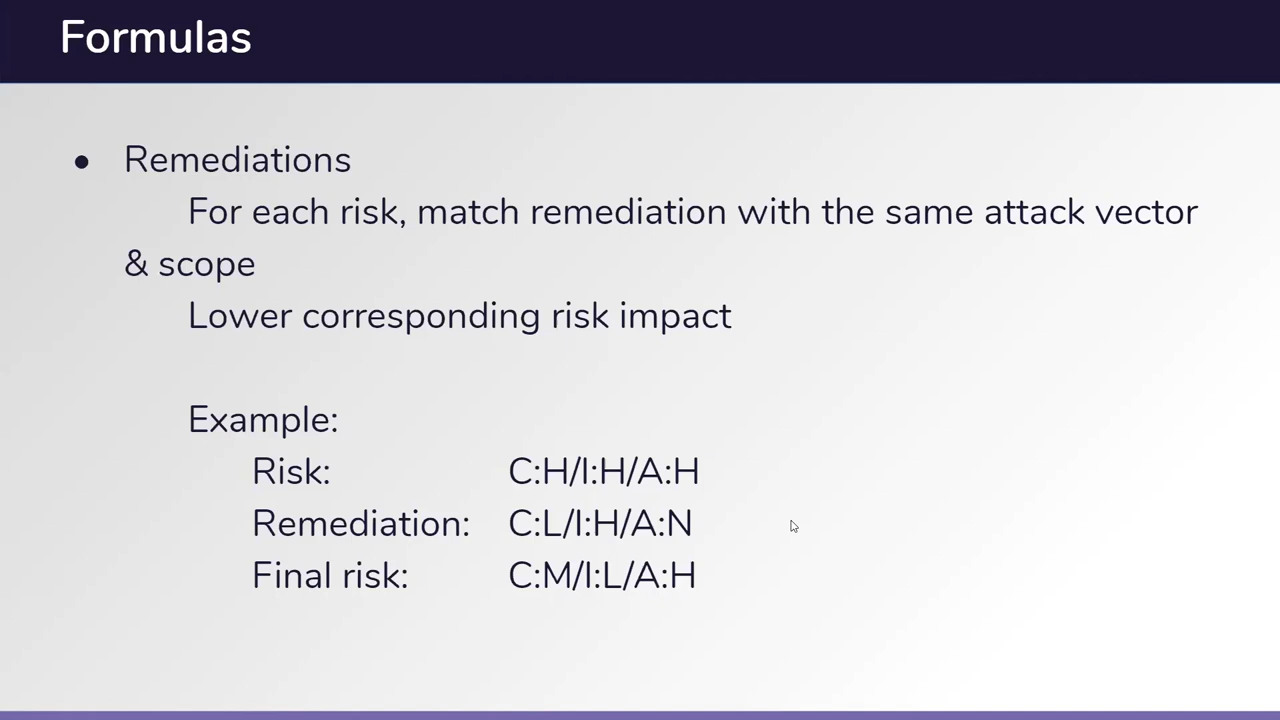 Formulas
• Remediations
For each risk, match remediation with the same attack vector
& scope
Lower corresponding risk impact
Example:
Risk: C:H/I:H/A:H
Remediation: C:L/I:H/A:N
Final risk: C:M/I:L/A:H